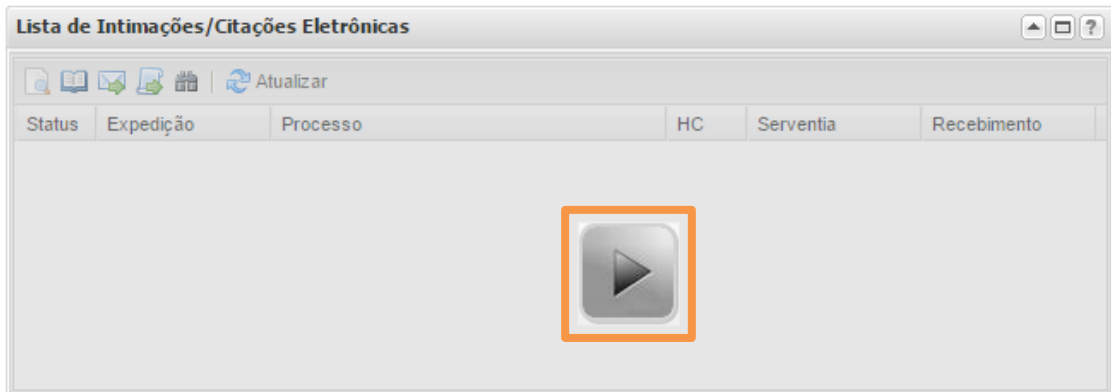 Lista de Intimações/Citações Eletrônicas ?
Atualizar
Status Expedição Processo HC Serventia Recebimento